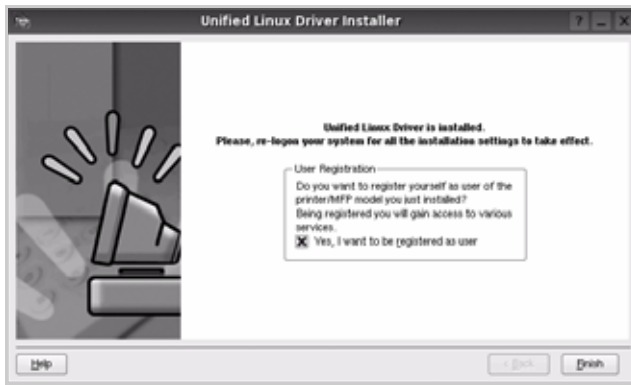 Unified Linux Driver Installer
Unified Linux Driver is installed.
Please, re-logon your system for all the installation settings to take effect.
User Registration
Do you want to register yourself as user of the
printer/MFP model you just installed?
Being registered you will gain access to various
services.
Yes, I want to be registered as user
Help
< Back
Finish